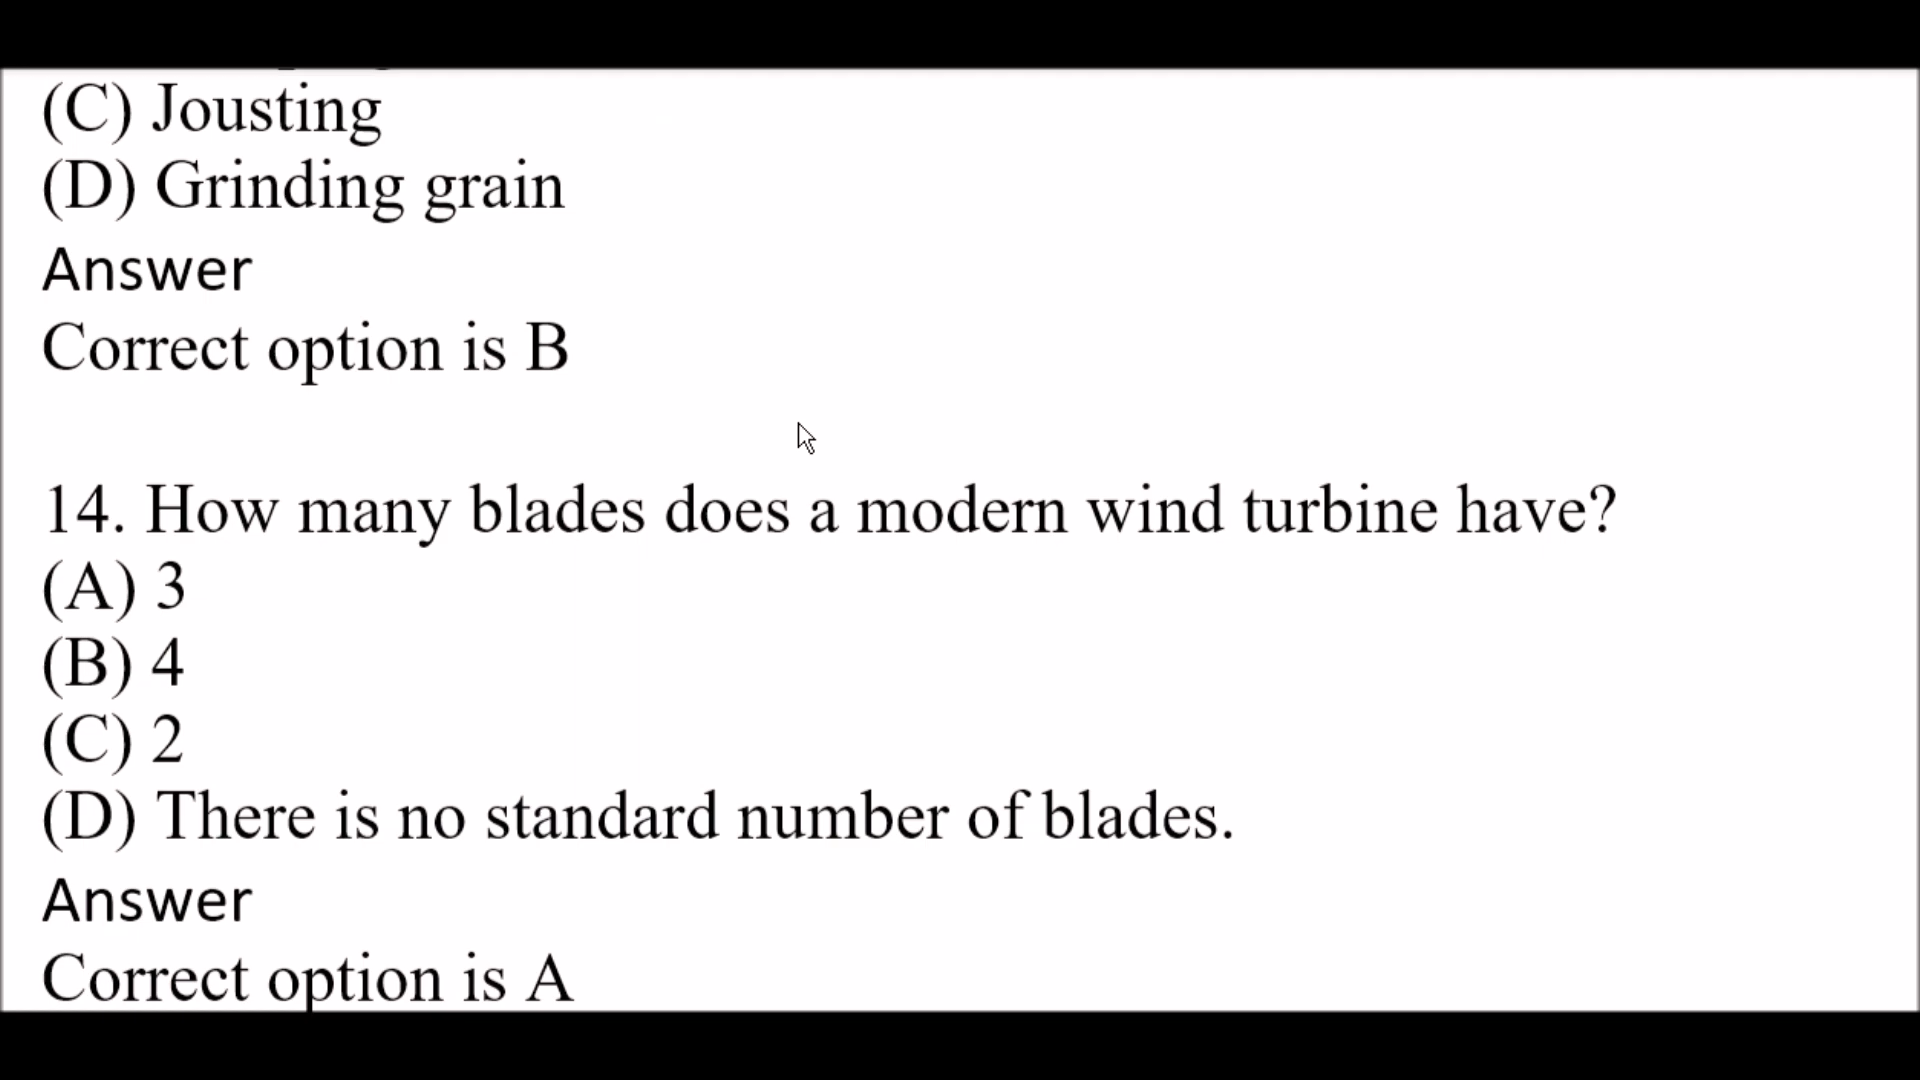 (C) Jousting
(D) Grinding grain
Answer
Correct option is B
14. How many blades does a modern wind turbine have?
(A) 3
(B) 4
(C) 2
(D) There is no standard number of blades.
Answer
Correct option is A